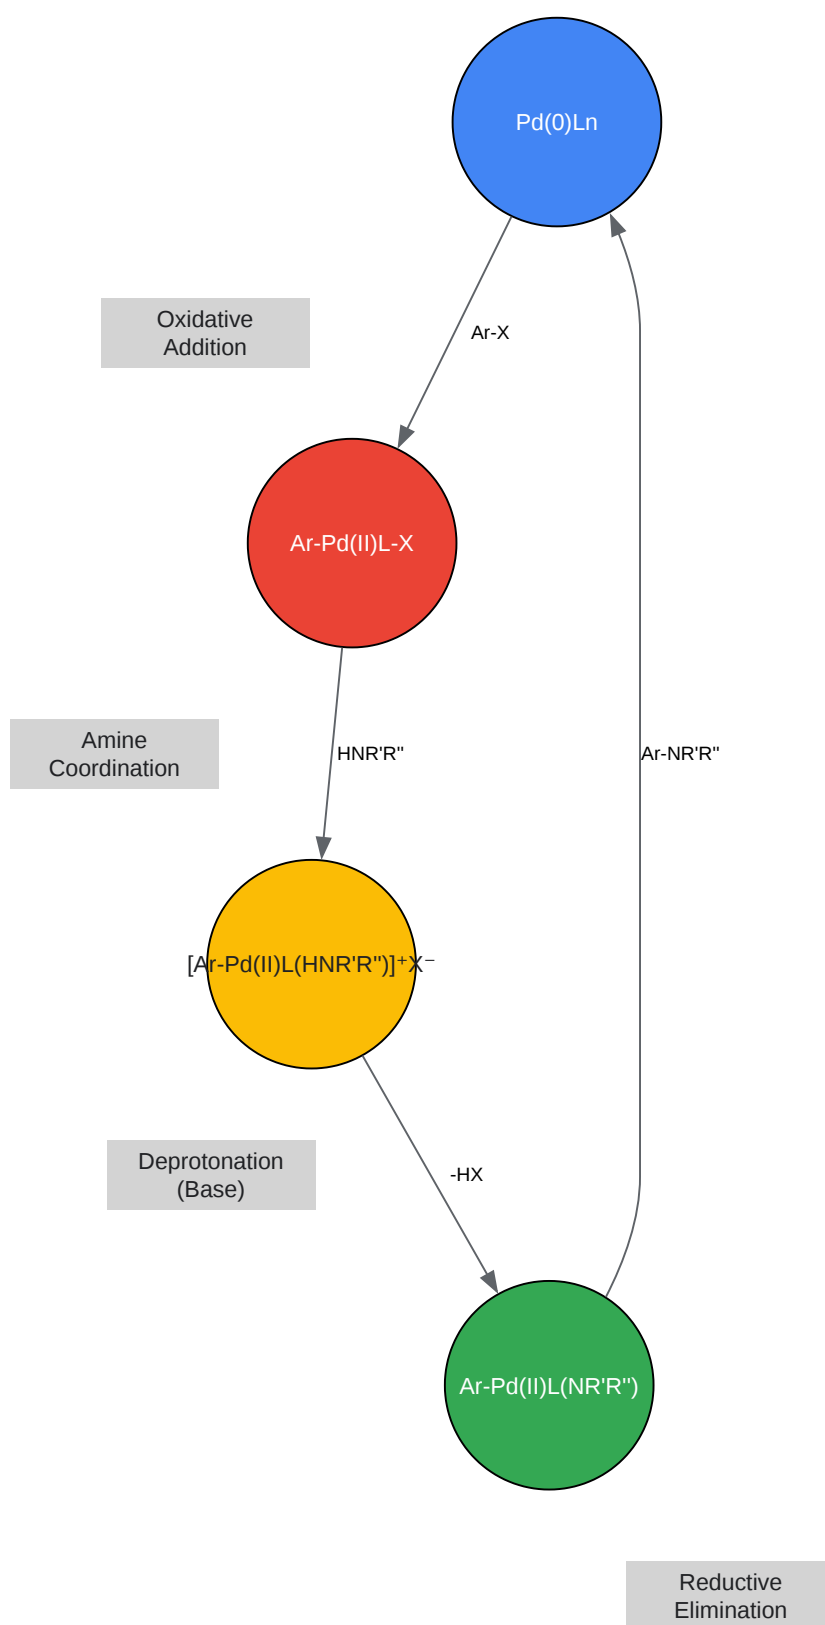 Pd(0)Ln
Oxidative
Addition
Ar-X
Ar-Pd(II)L-X
Amine
Coordination
HNR'R''
Ar-NR'R''
[Ar-Pd(II)L(HNR'R'')]⁺X⁻
Deprotonation
(Base)
-HX
Ar-Pd(II)L(NR'R'')
Reductive
Elimination